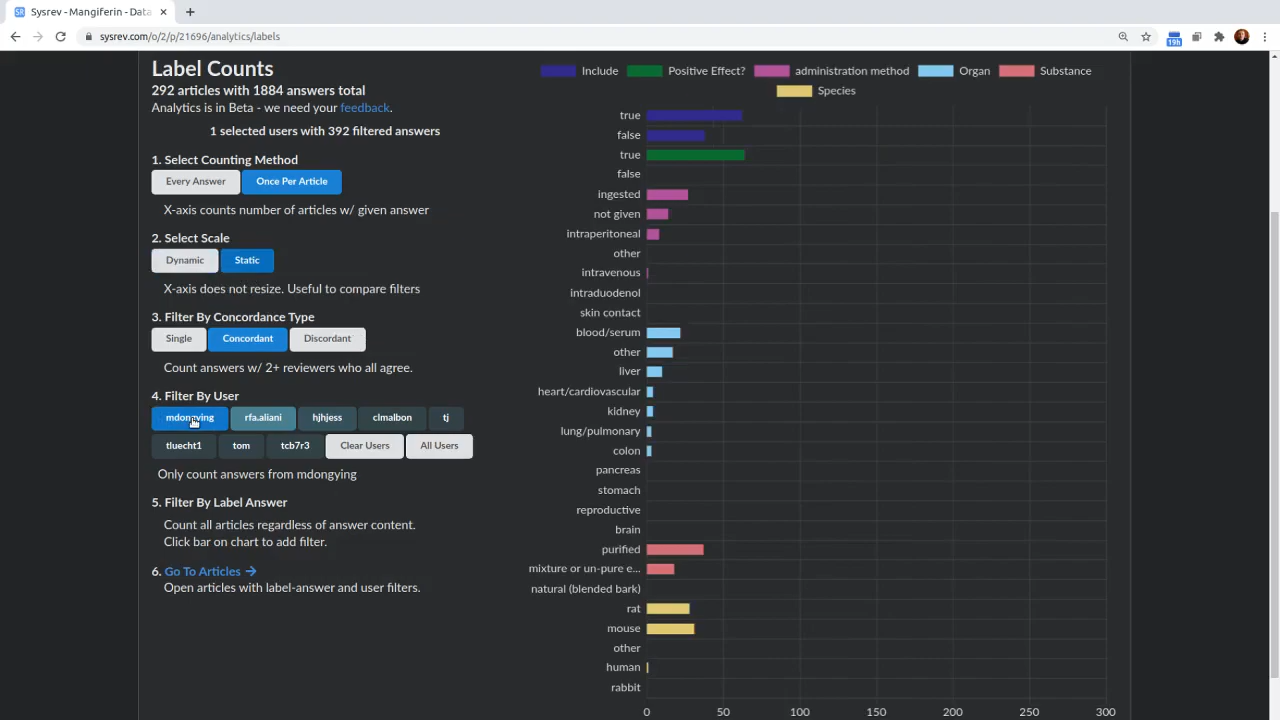 Sysrev - Mangiferin - Data
sysrev.com/o/2/p/21696/analytics/labels
19h
Label Counts
292 articles with 1884 answers total
Analytics is in Beta - we need your feedback.
1 selected users with 392 filtered answers
1. Select Counting Method
Every Answer
Once Per Article
X-axis counts number of articles w/ given answer
2. Select Scale
Dynamic
Static
X-axis does not resize. Useful to compare filters
3. Filter By Concordance Type
Single
Concordant
Discordant
Count answers w/ 2+ reviewers who all agree.
4. Filter By User
mdongying
rfa.aliani
hjhjess
clmalbon
tj
tluecht1
tom
tcb7r3
Clear Users
All Users
Only count answers from mdongying
5. Filter By Label Answer
Count all articles regardless of answer content.
Click bar on chart to add filter.
6. Go To Articles →
Open articles with label-answer and user filters.
Include
Positive Effect?
administration method
Organ
Substance
Species
true
false
true
false
ingested
not given
intraperitoneal
other
intravenous
intraduodenol
skin contact
blood/serum
other
liver
heart/cardiovascular
kidney
lung/pulmonary
colon
pancreas
stomach
reproductive
brain
purified
mixture or un-pure e...
natural (blended bark)
rat
mouse
other
human
rabbit
0 50 100 150 200 250 300